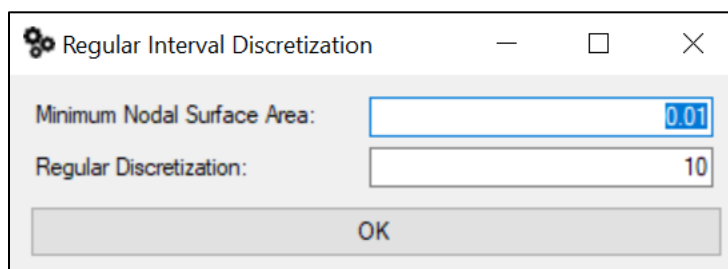 Regular Interval Discretization
Minimum Nodal Surface Area: 0.01
Regular Discretization: 10
OK